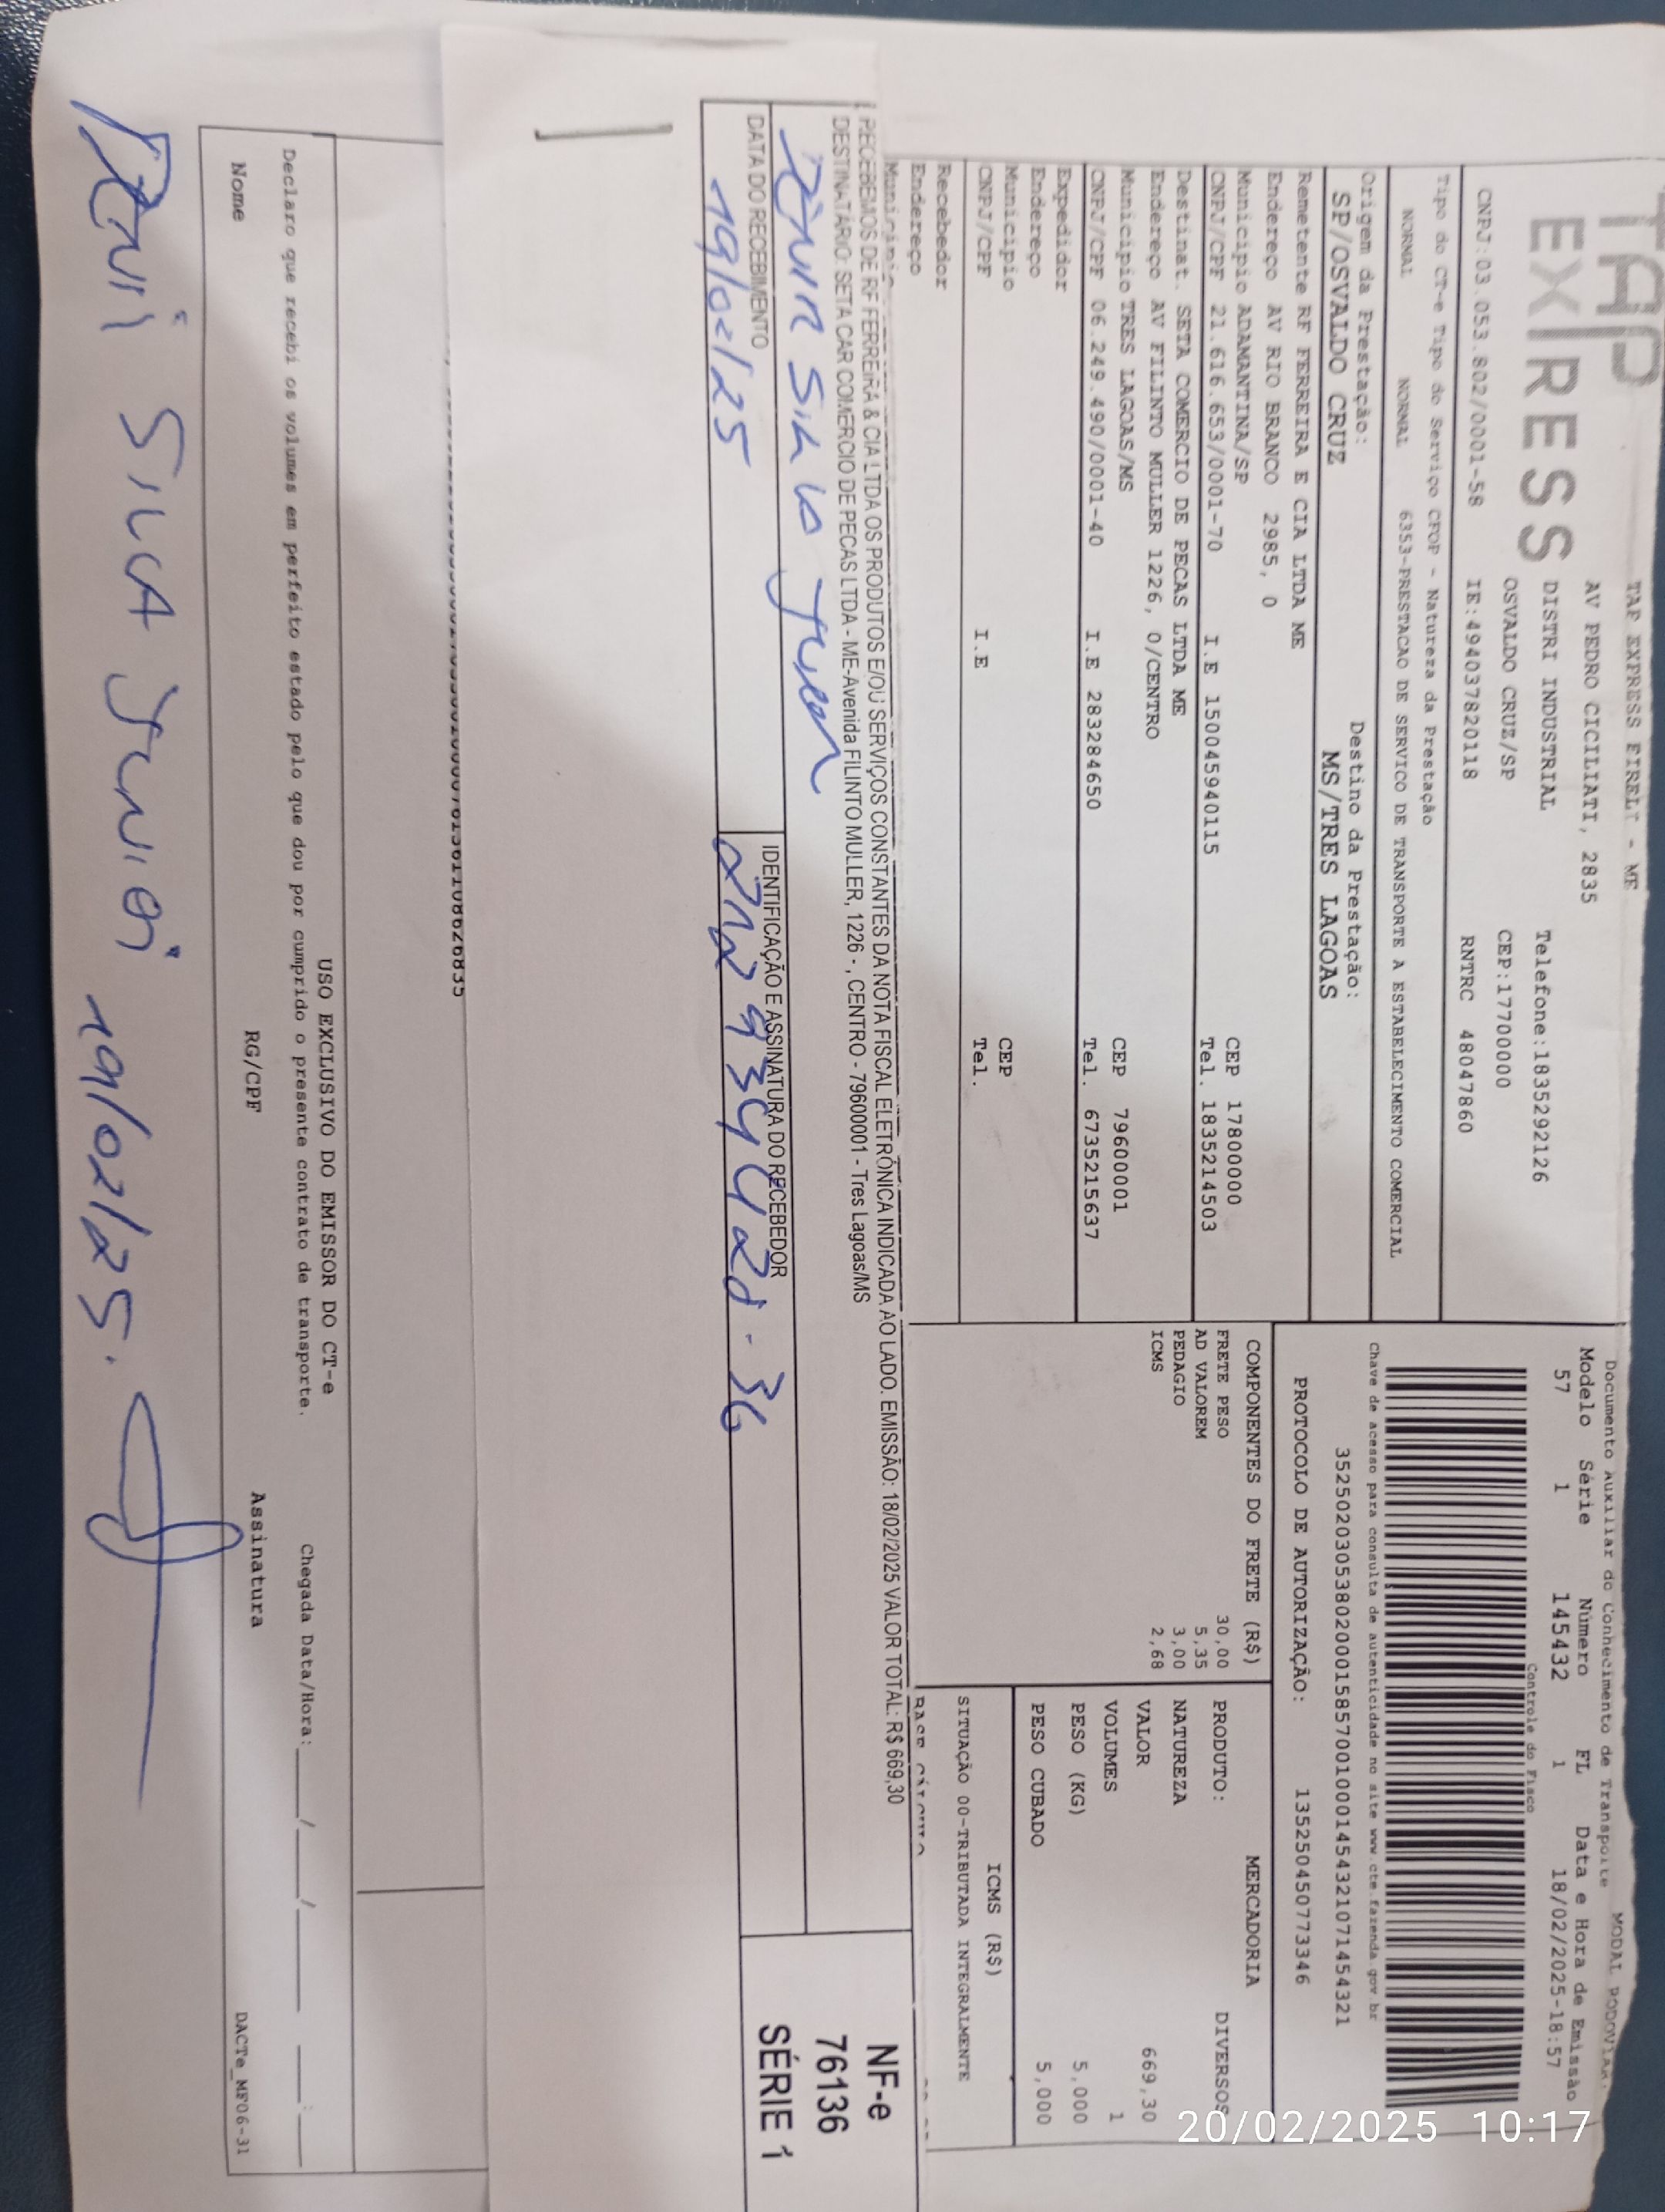 TAP
EXPRESS
TAP EXPRESS EIRELI - ME
AV PEDRO CICILIATI, 2835
DISTRI INDUSTRIAL Telefone:1835292126
OSVALDO CRUZ/SP CEP:17700000
CNPJ:03.053.802/0001-58 IE:494037820118 RNTRC 48047860
Tipo do CT-e Tipo do Serviço CFOP - Natureza da Prestação
NORMAL NORMAL 6353-PRESTACAO DE SERVICO DE TRANSPORTE A ESTABELECIMENTO COMERCIAL
Origem da Prestação: Destino da Prestação:
SP/OSVALDO CRUZ MS/TRES LAGOAS
Remetente RF FERREIRA E CIA LTDA ME
Endereço AV RIO BRANCO 2985, 0
Municipio ADAMANTINA/SP CEP 17800000
CNPJ/CPF 21.616.653/0001-70 I.E 150045940115 Tel. 1835214503
Destinat. SETA COMERCIO DE PECAS LTDA ME
Endereço AV FILINTO MULLER 1226, 0/CENTRO
Municipio TRES LAGOAS/MS CEP 79600001
CNPJ/CPF 06.249.490/0001-40 I.E 283284650 Tel. 6735215637
Expedidor
Endereço
Municipio CEP
CNPJ/CPF I.E Tel.
Recebedor
Endereço
Municipio
Documento Auxiliar do Conhecimento de Transporte MODAL RODOVIAR.
Modelo Série Número FL Data e Hora de Emissão
57 1 145432 1 18/02/2025-18:57
Controle do Fisco
Chave de acesso para consulta de autenticidade no site www.cte.fazenda.gov.br
35250203053802000158570010001454321071454321
PROTOCOLO DE AUTORIZAÇÃO: 135250450773346
COMPONENTES DO FRETE (R$)
FRETE PESO 30,00
AD VALOREM 5,35
PEDAGIO 3,00
ICMS 2,68
MERCADORIA
PRODUTO: DIVERSOS
NATUREZA
VALOR 669,30
VOLUMES 1
PESO (KG) 5,000
PESO CUBADO 5,000
ICMS (R$)
SITUAÇÃO 00-TRIBUTADA INTEGRALMENTE
BASE CÁLCULO
RECEBEMOS DE RF FERREIRA & CIA LTDA OS PRODUTOS E/OU SERVIÇOS CONSTANTES DA NOTA FISCAL ELETRÔNICA INDICADA AO LADO. EMISSÃO: 18/02/2025 VALOR TOTAL: R$ 669,30
DESTINATÁRIO: SETA CAR COMERCIO DE PECAS LTDA - ME-Avenida FILINTO MULLER, 1226 - , CENTRO - 79600001 - Tres Lagoas/MS
DATA DO RECEBIMENTO
19/02/25
IDENTIFICAÇÃO E ASSINATURA DO RECEBEDOR
NF-e
76136
SÉRIE 1
USO EXCLUSIVO DO EMISSOR DO CT-e
Declaro que recebi os volumes em perfeito estado pelo que dou por cumprido o presente contrato de transporte. Chegada Data/Hora:____/____/____ ___:___
Nome RG/CPF Assinatura
DACTe_MF06-31
Silva Junior 19/02/25.
20/02/2025 10:17